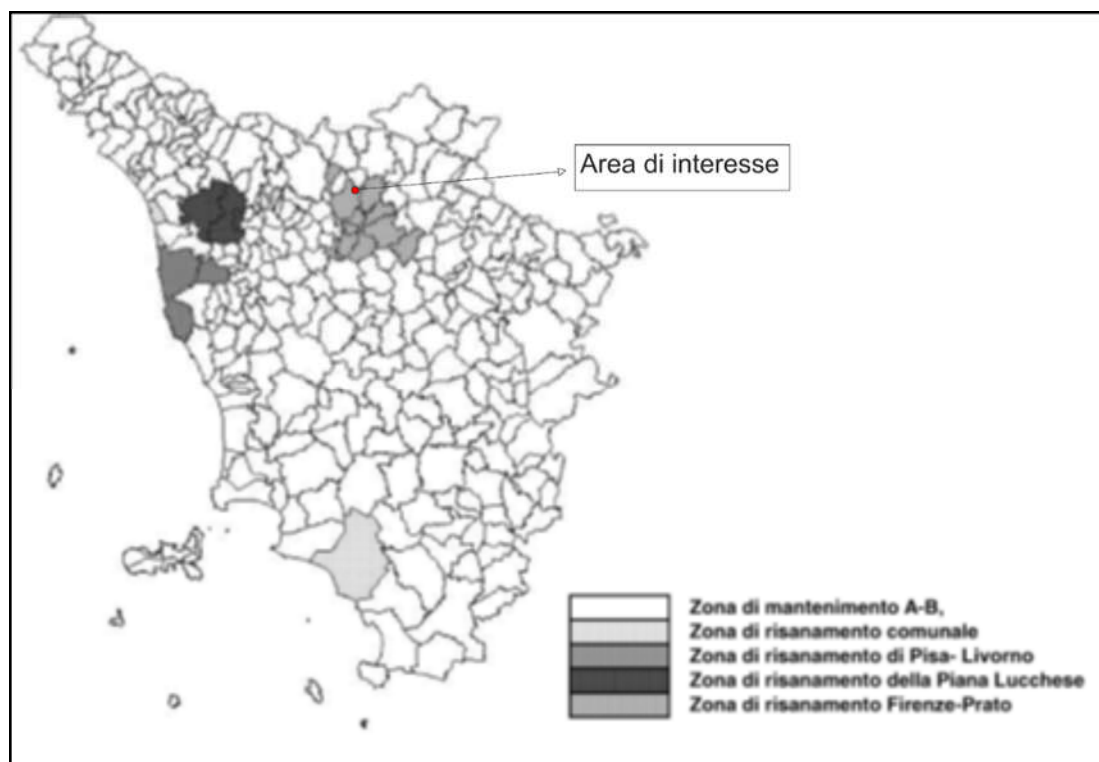 Area di interesse
Zona di mantenimento A-B,
Zona di risanamento comunale
Zona di risanamento di Pisa- Livorno
Zona di risanamento della Piana Lucchese
Zona di risanamento Firenze-Prato